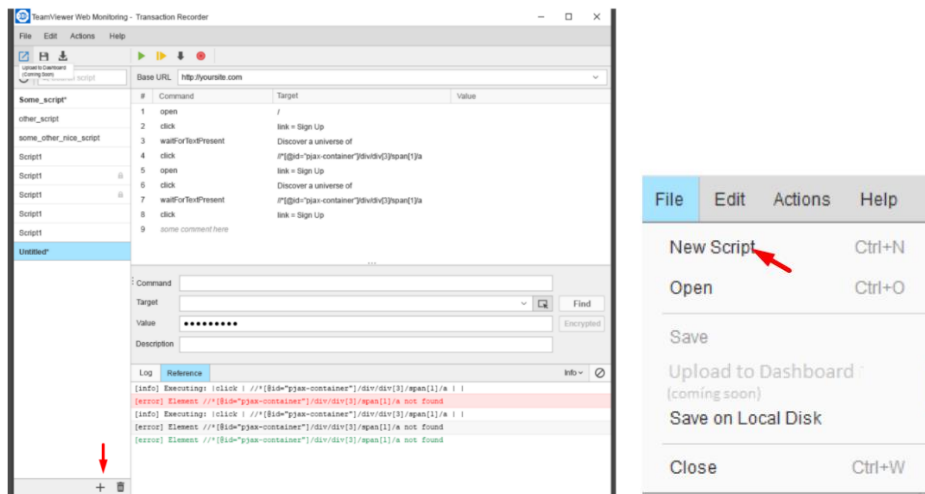 TeamViewer Web Monitoring - Transaction Recorder
File Edit Actions Help
Upload to Dashboard
(Coming Soon)
script
Base URL http://yoursite.com
# Command Target Value
1 open /
2 click link = Sign Up
3 waitForTextPresent Discover a universe of
4 click //*[@id="pjax-container"]/div/div[3]/span[1]/a
5 open link = Sign Up
6 click Discover a universe of
7 waitForTextPresent //*[@id="pjax-container"]/div/div[3]/span[1]/a
8 click link = Sign Up
9 some comment here
Some_script*
other_script
some_other_nice_script
Script1
Script1
Script1
Script1
Script1
Untitled*
Command
Target Find
Value ●●●●●●●●● Encrypted
Description
Log Reference Info
[info] Executing: |click | //*[@id="pjax-container"]/div/div[3]/span[1]/a | |
[error] Element //*[@id="pjax-container"]/div/div[3]/span[1]/a not found
[info] Executing: |click | //*[@id="pjax-container"]/div/div[3]/span[1]/a | |
[error] Element //*[@id="pjax-container"]/div/div[3]/span[1]/a not found
[error] Element //*[@id="pjax-container"]/div/div[3]/span[1]/a not found
File Edit Actions Help
New Script Ctrl+N
Open Ctrl+O
Save
Upload to Dashboard
(coming soon)
Save on Local Disk
Close Ctrl+W